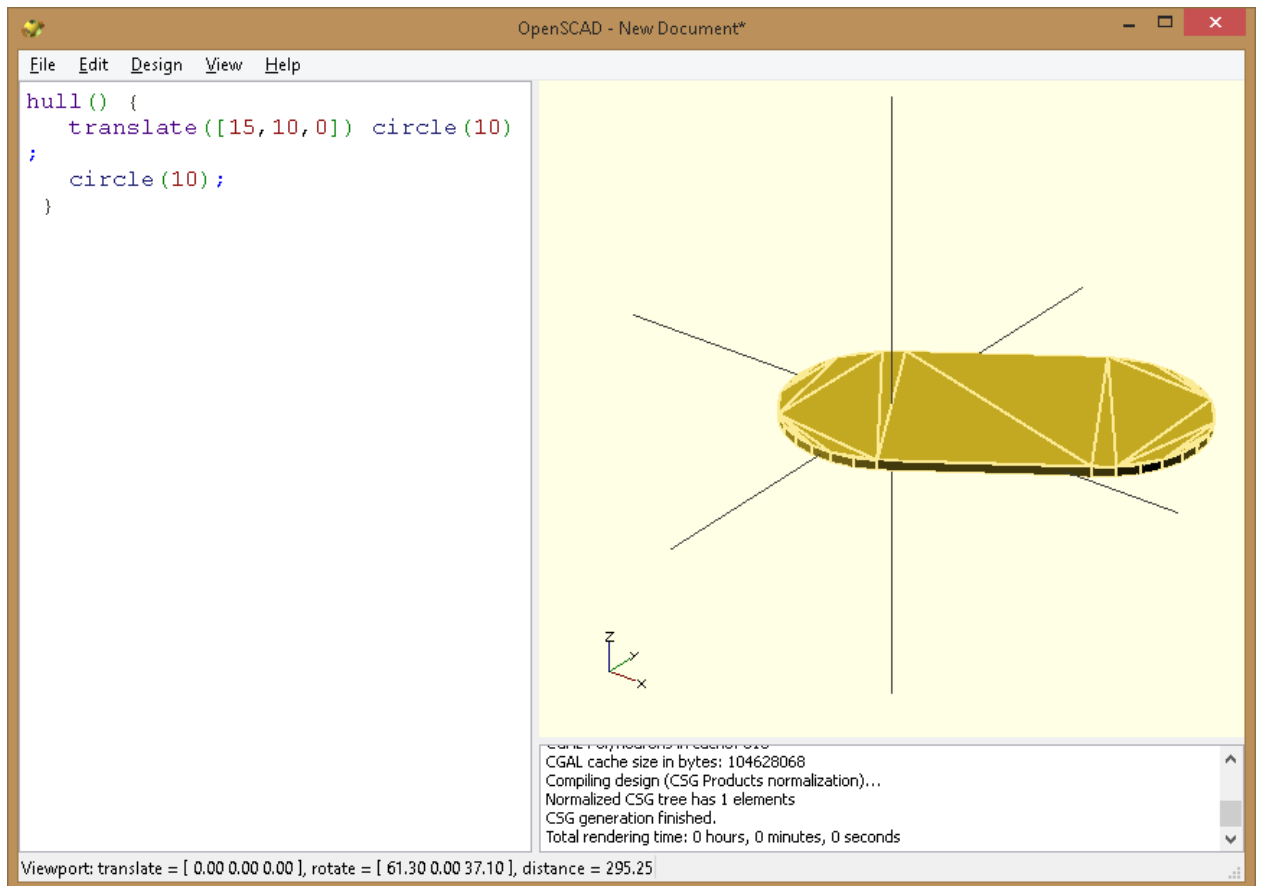 OpenSCAD - New Document*
File Edit Design View Help
hull() {
translate([15,10,0]) circle(10)
;
circle(10);
}
Z
Y
X
CGAL cache size in bytes: 104628068
Compiling design (CSG Products normalization)...
Normalized CSG tree has 1 elements
CSG generation finished.
Total rendering time: 0 hours, 0 minutes, 0 seconds
Viewport: translate = [ 0.00 0.00 0.00 ], rotate = [ 61.30 0.00 37.10 ], distance = 295.25